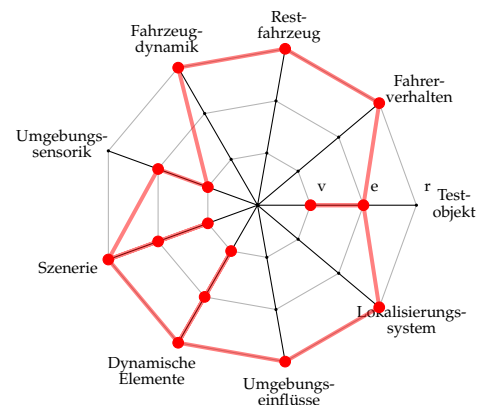 Rest-
fahrzeug
Fahrzeug-
dynamik
Fahrer-
verhalten
Umgebungs-
sensorik
v
e
r
Test-
objekt
Szenerie
Lokalisierungs-
system
Dynamische
Elemente
Umgebungs-
einflüsse